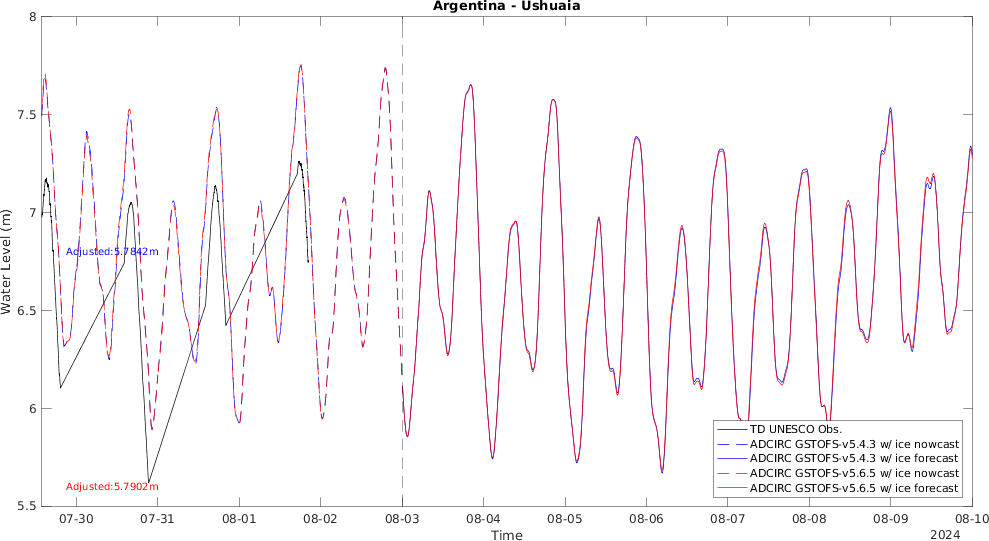 Argentina - Ushuaia
Water Level (m)
8
7.5
7
6.5
6
5.5
Adjusted:5.7842m
Adjusted:5.7902m
TD UNESCO Obs.
ADCIRC GSTOFS-v5.4.3 w/ ice nowcast
ADCIRC GSTOFS-v5.4.3 w/ ice forecast
ADCIRC GSTOFS-v5.6.5 w/ ice nowcast
ADCIRC GSTOFS-v5.6.5 w/ ice forecast
07-30 07-31 08-01 08-02 08-03 08-04 08-05 08-06 08-07 08-08 08-09 08-10
Time
2024